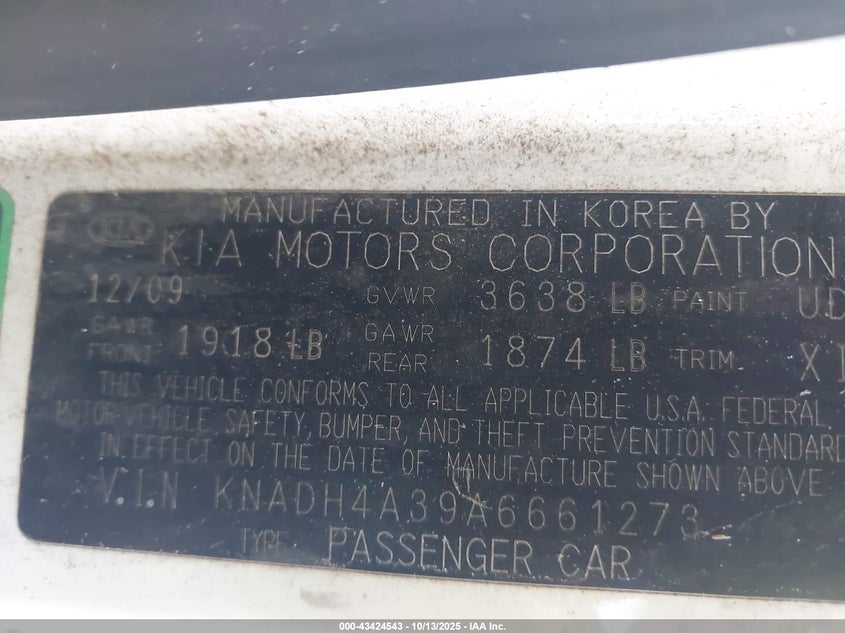 MANUFACTURED IN KOREA BY
KIA KIA MOTORS CORPORATION
12/09 GVWR 3638 LB PAINT UD
GAWR FRONT 1918 LB GAWR REAR 1874 LB TRIM XI
THIS VEHICLE CONFORMS TO ALL APPLICABLE U.S.A. FEDERAL
MOTOR VEHICLE SAFETY, BUMPER, AND THEFT PREVENTION STANDARD
IN EFFECT ON THE DATE OF MANUFACTURE SHOWN ABOVE
V.I.N KNADH4A39A6661273
TYPE: PASSENGER CAR
000-43424543 | 10/13/2025 - IAA Inc.